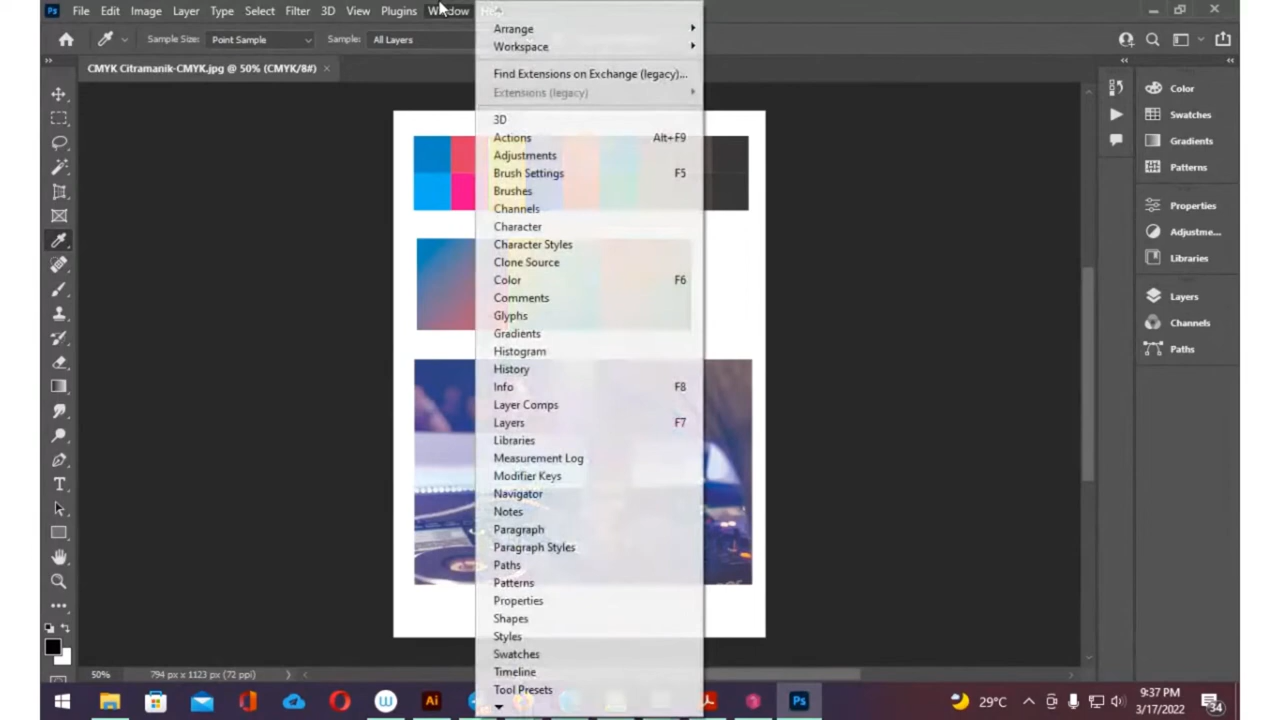 Ps File Edit Image Layer Type Select Filter 3D View Plugins Window
Sample Size: Point Sample Sample: All Layers
CMYK Citramanik-CMYK.jpg @ 50% (CMYK/8#) ×
Arrange
Workspace
Find Extensions on Exchange (legacy)...
Extensions (legacy)
3D
Actions Alt+F9
Adjustments
Brush Settings F5
Brushes
Channels
Character
Character Styles
Clone Source
Color F6
Comments
Glyphs
Gradients
Histogram
History
Info F8
Layer Comps
Layers F7
Libraries
Measurement Log
Modifier Keys
Navigator
Notes
Paragraph
Paragraph Styles
Paths
Patterns
Properties
Shapes
Styles
Swatches
Timeline
Tool Presets
Color
Swatches
Gradients
Patterns
Properties
Adjustme...
Libraries
Layers
Channels
Paths
50% 794 px x 1123 px (72 ppi)
Ai
Ps
29°C
9:37 PM
3/17/2022
34